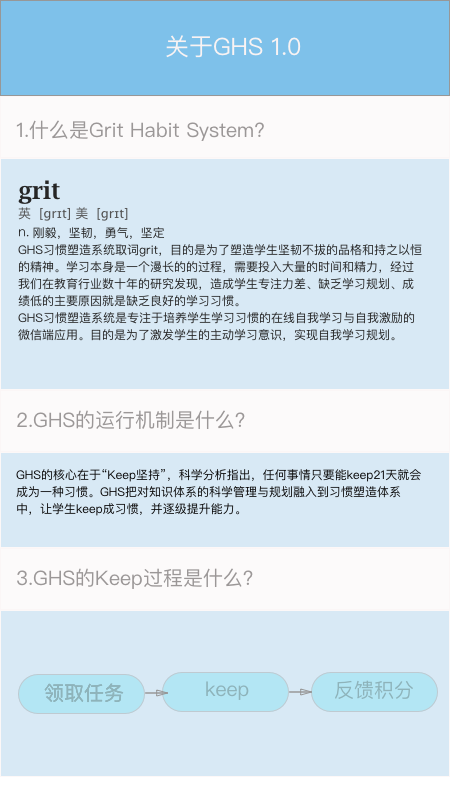 关于GHS 1.0
1.什么是Grit Habit System?
grit
英 [ɡrɪt] 美 [ɡrɪt]
n. 刚毅，坚韧，勇气，坚定
GHS习惯塑造系统取词grit，目的是为了塑造学生坚韧不拔的品格和持之以恒
的精神。学习本身是一个漫长的的过程，需要投入大量的时间和精力，经过
我们在教育行业数十年的研究发现，造成学生专注力差、缺乏学习规划、成
绩低的主要原因就是缺乏良好的学习习惯。
GHS习惯塑造系统是专注于培养学生学习习惯的在线自我学习与自我激励的
微信端应用。目的是为了激发学生的主动学习意识，实现自我学习规划。
2.GHS的运行机制是什么?
GHS的核心在于“Keep坚持”，科学分析指出，任何事情只要能keep21天就会
成为一种习惯。GHS把对知识体系的科学管理与规划融入到习惯塑造体系
中，让学生keep成习惯，并逐级提升能力。
3.GHS的Keep过程是什么?
领取任务
keep
反馈积分